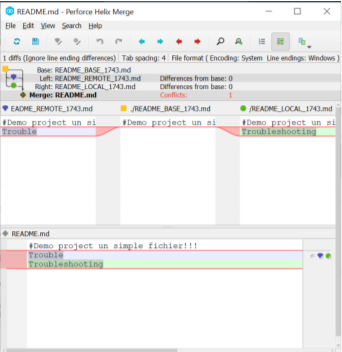 README.md - Perforce Helix Merge
File Edit View Search Help
1 diffs (Ignore line ending differences) Tab spacing: 4 File format ( Encoding: System Line endings: Windows )
Base: README_BASE_1743.md
Left: README_REMOTE_1743.md Differences from base: 0
Right: README_LOCAL_1743.md Differences from base: 0
Merge: README.md Conflicts: 1
EADME_REMOTE_1743.md ./README_BASE_1743.md ./README_LOCAL_1743.md
#Demo project un si #Demo project un si #Demo project un si
Trouble Troubleshooting
README.md
#Demo project un simple fichier!!!
Trouble
Troubleshooting